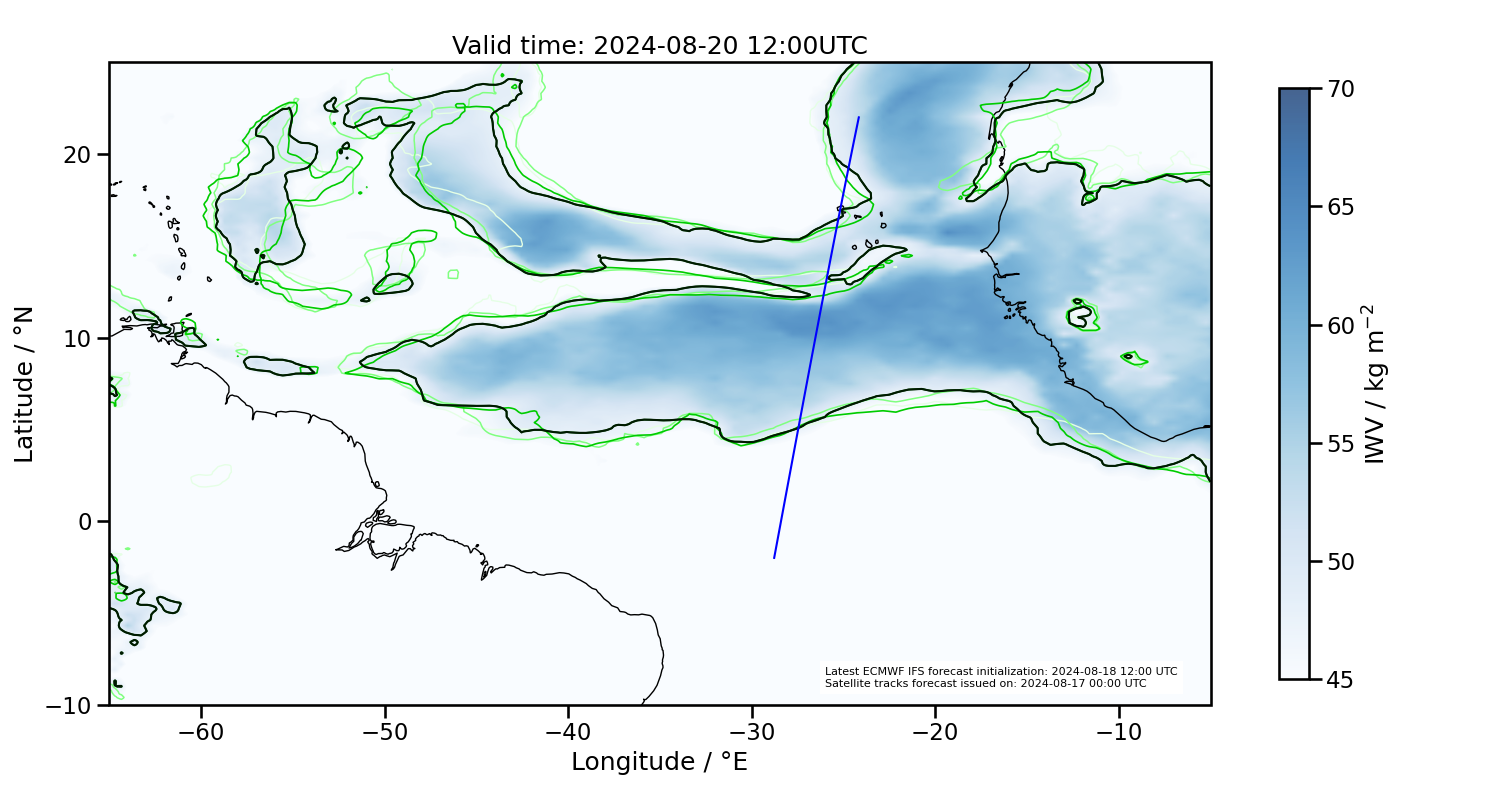 Valid time: 2024-08-20 12:00UTC
Latitude / °N
20
10
0
−10
−60
−50
−40
−30
−20
−10
Longitude / °E
Latest ECMWF IFS forecast initialization: 2024-08-18 12:00 UTC
Satellite tracks forecast issued on: 2024-08-17 00:00 UTC
70
65
60
55
50
45
IWV / kg m⁻²